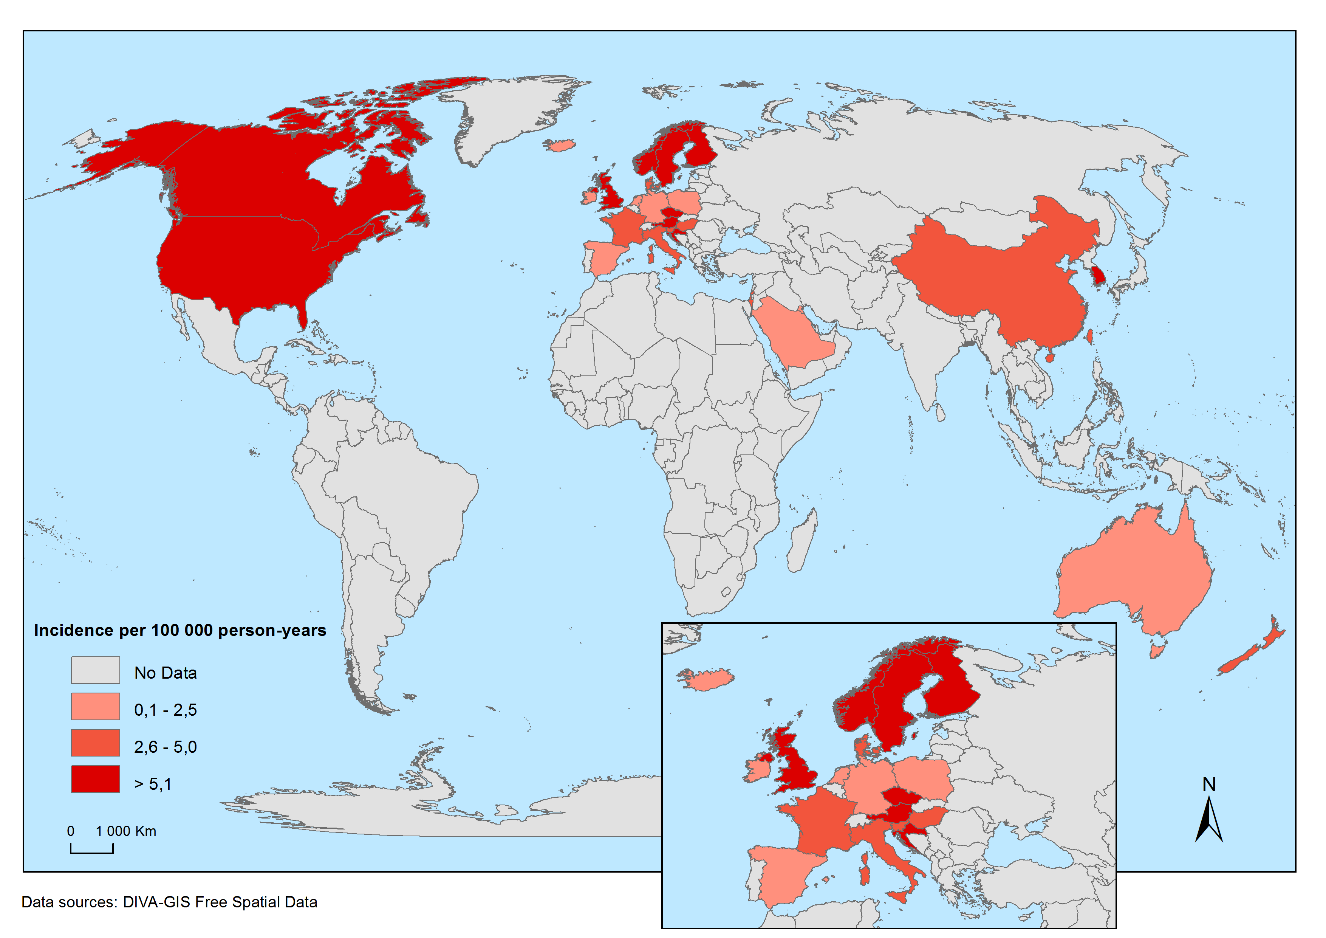 Incidence per 100 000 person-years
No Data
0,1 - 2,5
2,6 - 5,0
> 5,1
0 1 000 Km
N
Data sources: DIVA-GIS Free Spatial Data